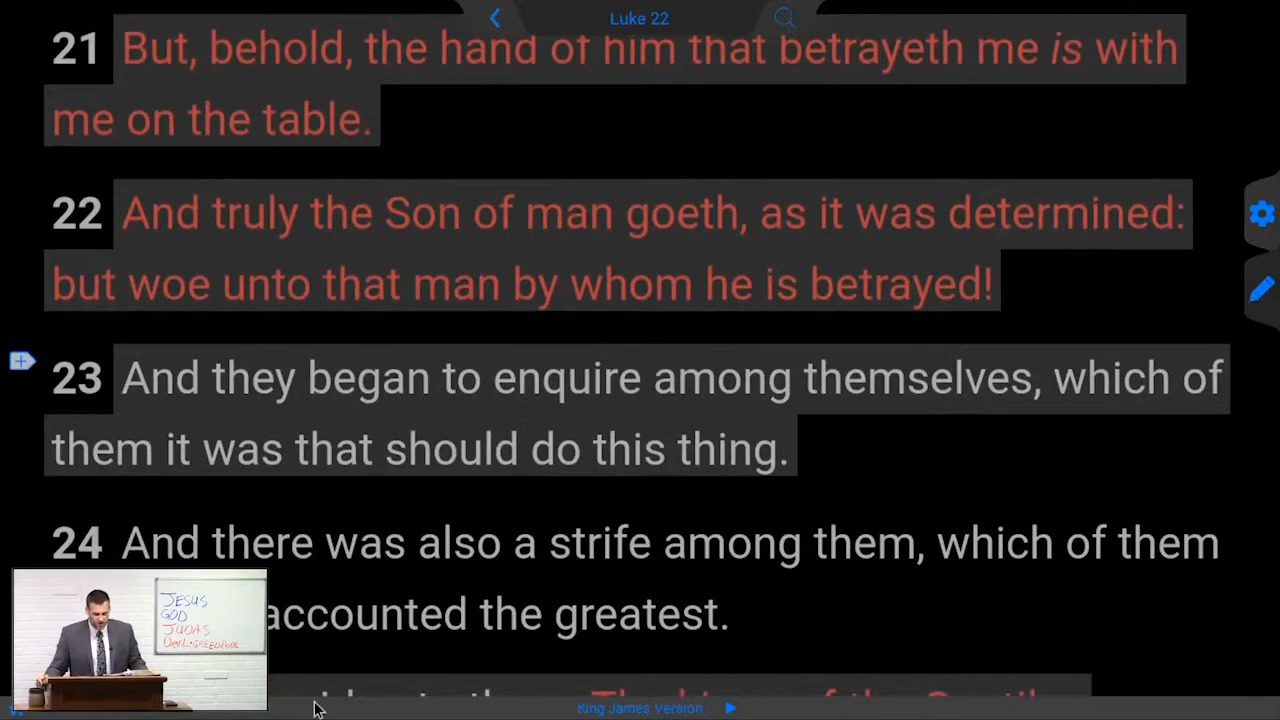 Luke 22
21 But, behold, the hand of him that betrayeth me is with
me on the table.
22 And truly the Son of man goeth, as it was determined:
but woe unto that man by whom he is betrayed!
23 And they began to enquire among themselves, which of
them it was that should do this thing.
24 And there was also a strife among them, which of them
accounted the greatest.
JESUS
GOD
JUDAS
DEVIL
King James Version